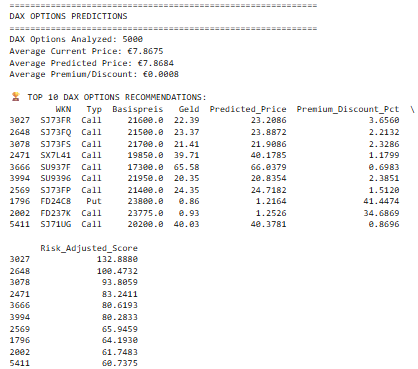 ============================================================
DAX OPTIONS PREDICTIONS
============================================================
DAX Options Analyzed: 5000
Average Current Price: €7.8675
Average Predicted Price: €7.8684
Average Premium/Discount: €0.0008
🏆 TOP 10 DAX OPTIONS RECOMMENDATIONS:
WKN Typ Basispreis Geld Predicted_Price Premium_Discount_Pct \
3027 SJ73FR Call 21600.0 22.39 23.2086 3.6560
2648 SJ73FQ Call 21500.0 23.37 23.8872 2.2132
3078 SJ73FS Call 21700.0 21.41 21.9086 2.3286
2471 SX7L41 Call 19850.0 39.71 40.1785 1.1799
3666 SU937F Call 17300.0 65.58 66.0379 0.6983
3994 SU9396 Call 21950.0 20.35 20.8354 2.3851
2569 SJ73FP Call 21400.0 24.35 24.7182 1.5120
1796 FD24C8 Put 23800.0 0.86 1.2164 41.4474
2002 FD237K Call 23775.0 0.93 1.2526 34.6869
5411 SJ71UG Call 20200.0 40.03 40.3781 0.8696
Risk_Adjusted_Score
3027 132.8880
2648 100.4732
3078 93.8059
2471 83.2411
3666 80.6193
3994 80.2833
2569 65.9459
1796 64.1930
2002 61.7483
5411 60.7375